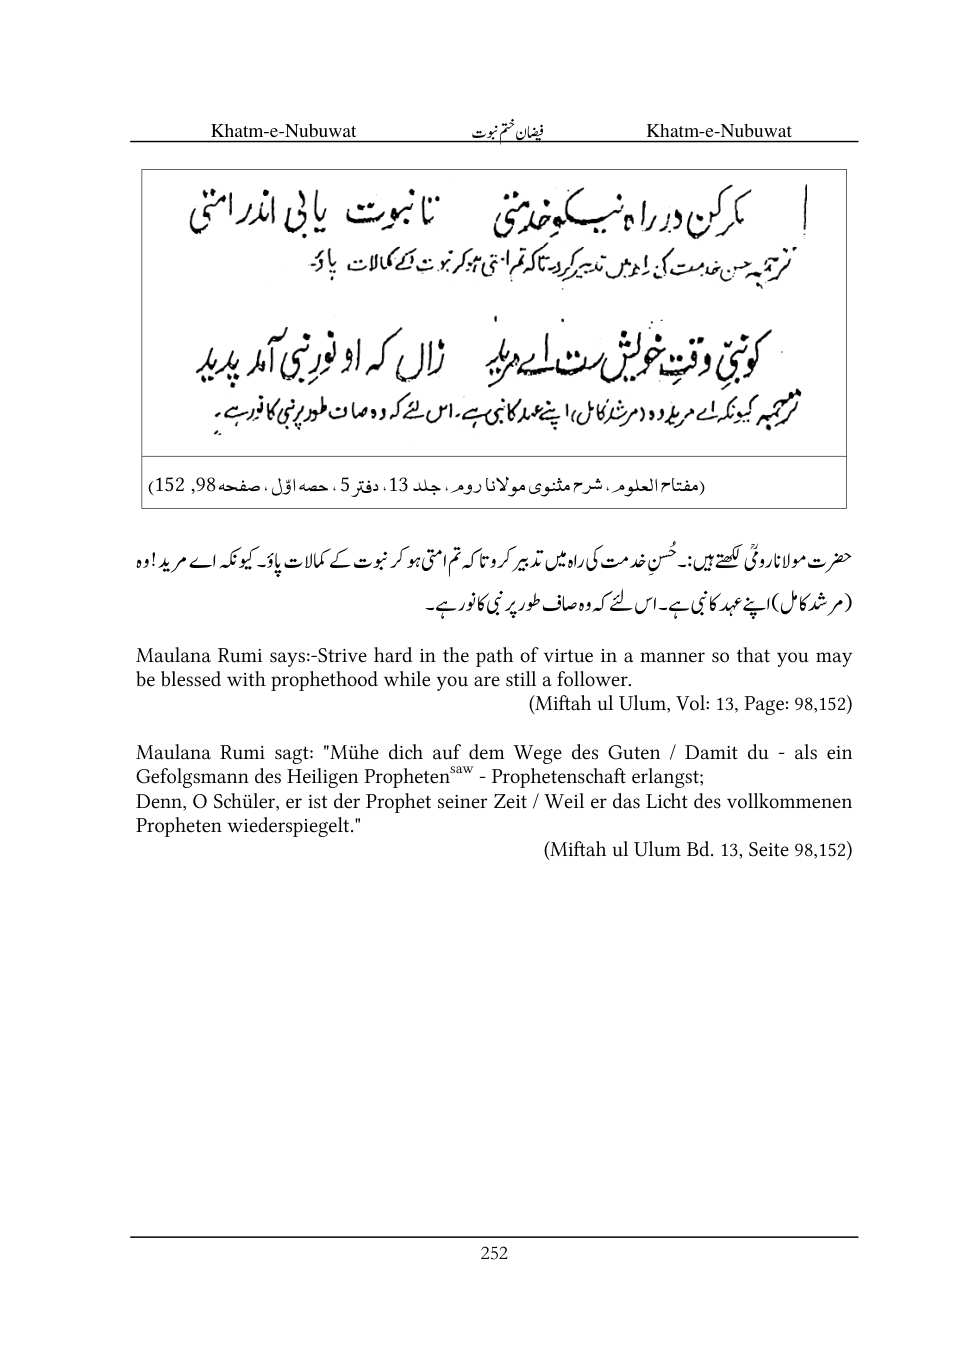 Khatm-e-Nubuwat فیضان ختم نبوت Khatm-e-Nubuwat
مکر کن در راہ نیکو خدمتی تا نبوت یابی اندر امتی
ترجمہ حسن خدمت کی راہ میں تدبیر کرو۔ تاکہ تم امتی ہو کر نبوت کے کمالات پاؤ۔
کو نبیِ وقتِ خویش ست اے مرید زاں کہ او نورِ نبی آمد پدید
ترجمہ کیونکہ اے مرید وہ (مرشد کامل) اپنے عہد کا نبی ہے۔ اس لئے کہ وہ صاف طور پر نبی کا نور ہے۔
(مفتاح العلوم، شرح مثنوی مولانا روم، جلد 13، دفتر 5، حصہ اوّل، صفحہ 98, 152)
حضرت مولانا رومیؒ لکھتے ہیں:۔ حُسنِ خدمت کی راہ میں تدبیر کرو تا کہ تم امتی ہو کر نبوت کے کمالات پاؤ۔ کیونکہ اے مرید! وہ
(مرشد کامل) اپنے عہد کا نبی ہے۔ اس لئے کہ وہ صاف طور پر نبی کا نور ہے۔
Maulana Rumi says:-Strive hard in the path of virtue in a manner so that you may
be blessed with prophethood while you are still a follower.
(Miftah ul Ulum, Vol: 13, Page: 98,152)
Maulana Rumi sagt: "Mühe dich auf dem Wege des Guten / Damit du - als ein
Gefolgsmann des Heiligen Propheten saw - Prophetenschaft erlangst;
Denn, O Schüler, er ist der Prophet seiner Zeit / Weil er das Licht des vollkommenen
Propheten wiederspiegelt."
(Miftah ul Ulum Bd. 13, Seite 98,152)
252